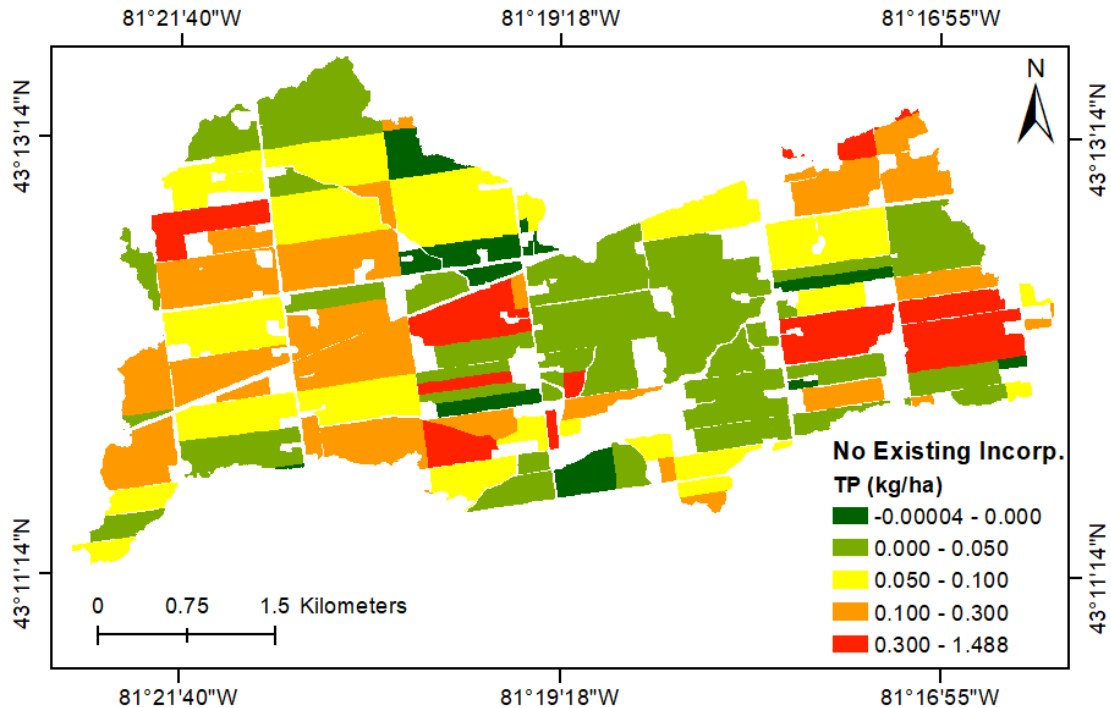 81°21'40"W 81°19'18"W 81°16'55"W
N
43°13'14"N 43°13'14"N
No Existing Incorp.
TP (kg/ha)
-0.00004 - 0.000
0.000 - 0.050
0.050 - 0.100
0.100 - 0.300
0.300 - 1.488
43°11'14"N 43°11'14"N
0 0.75 1.5 Kilometers
81°21'40"W 81°19'18"W 81°16'55"W